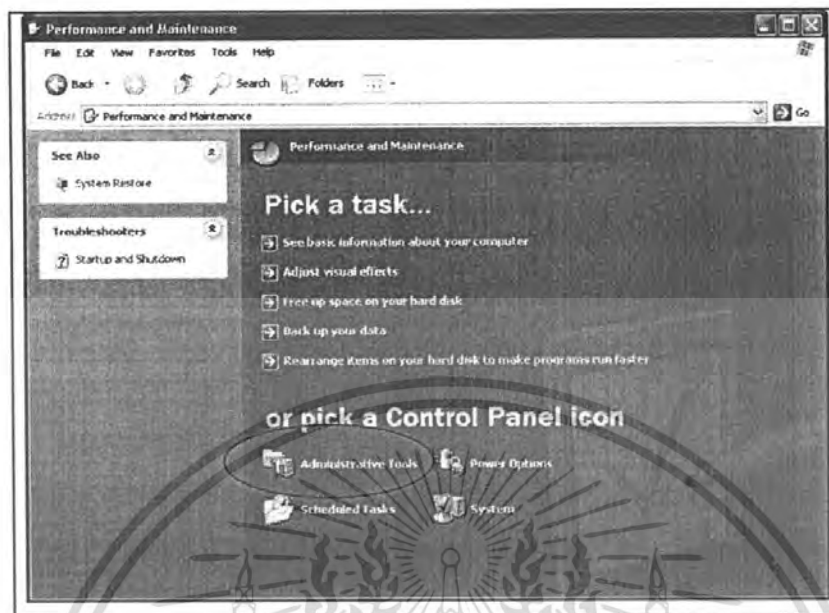 Performance and Maintenance
File Edit View Favorites Tools Help
Back Search Folders
Address Performance and Maintenance Go
See Also
System Restore
Troubleshooters
Startup and Shutdown
Performance and Maintenance
Pick a task...
See basic information about your computer
Adjust visual effects
Free up space on your hard disk
Back up your data
Rearrange items on your hard disk to make programs run faster
or pick a Control Panel icon
Administrative Tools Power Options
Scheduled Tasks System